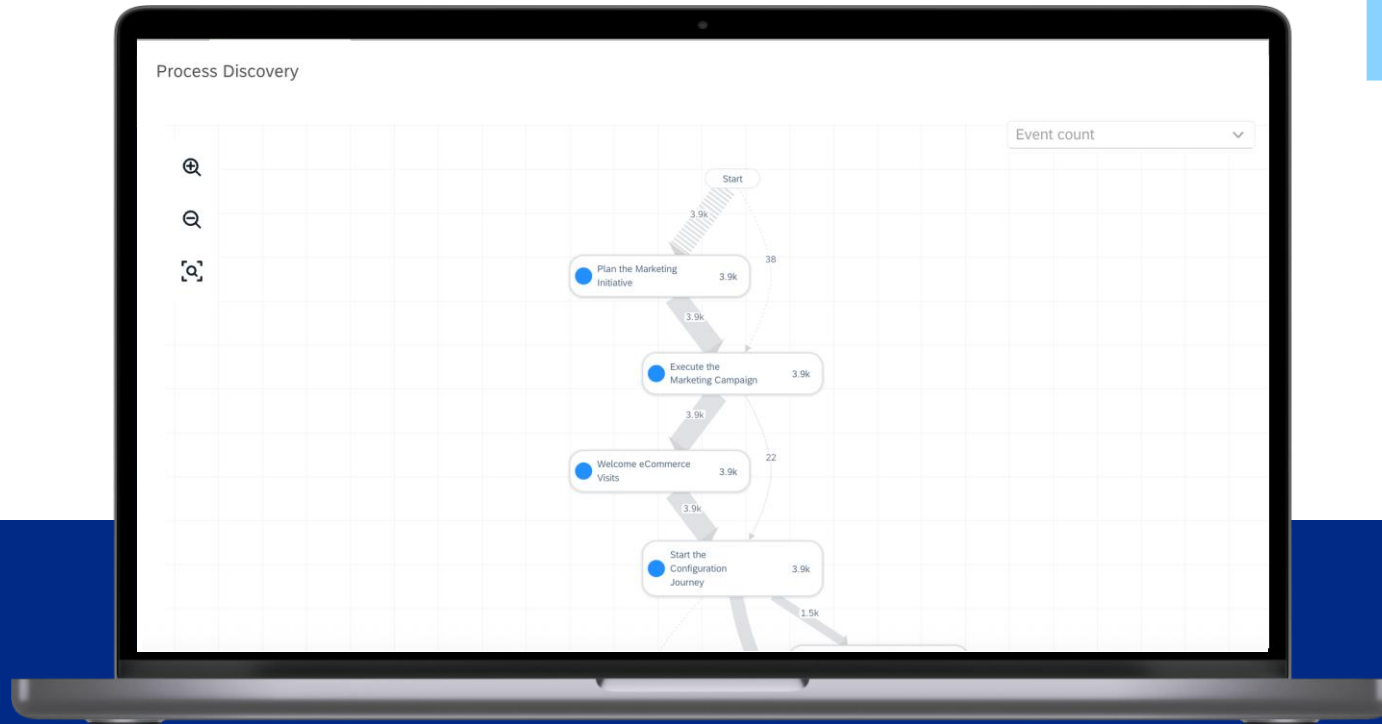 Process Discovery
Event count
Start
3.9k
38
Plan the Marketing
Initiative
3.9k
3.9k
Execute the
Marketing Campaign
3.9k
3.9k
22
Welcome eCommerce
Visits
3.9k
3.9k
Start the
Configuration
Journey
3.9k
1.5k